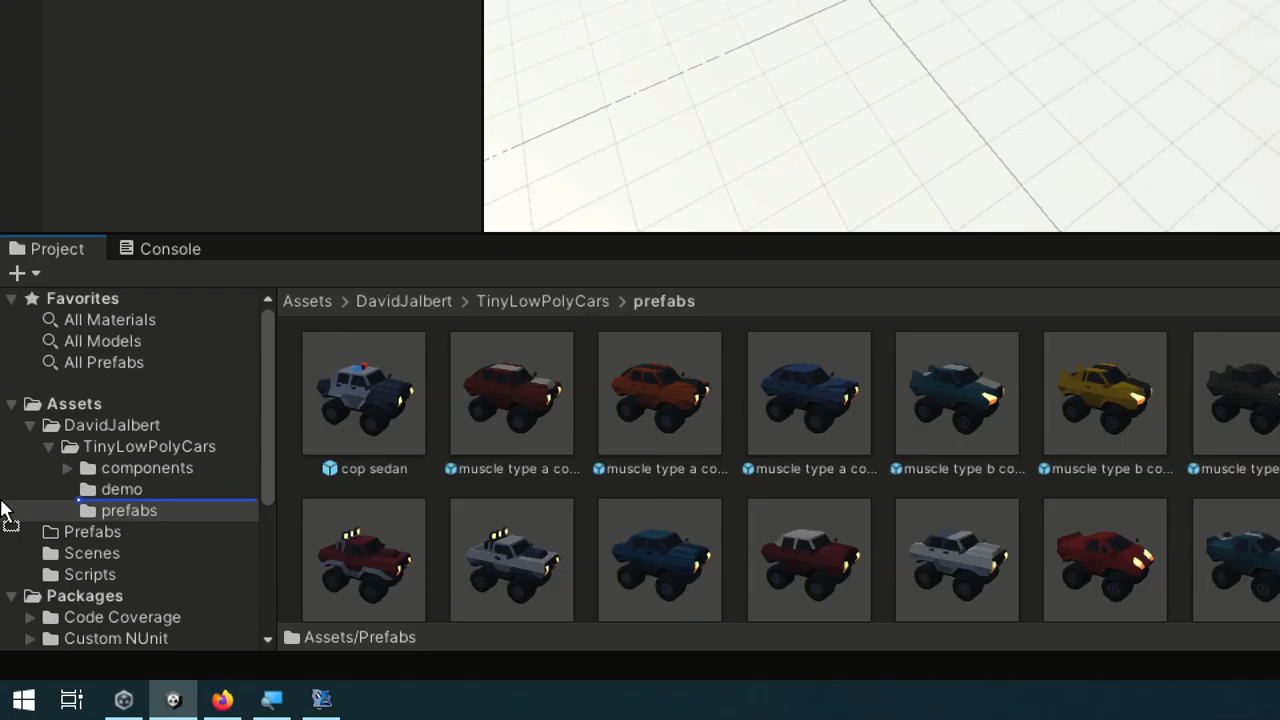 Project
Console
Favorites
All Materials
All Models
All Prefabs
Assets
DavidJalbert
TinyLowPolyCars
components
demo
prefabs
Prefabs
Scenes
Scripts
Packages
Code Coverage
Custom NUnit
Assets > DavidJalbert > TinyLowPolyCars > prefabs
cop sedan
muscle type a co...
muscle type a co...
muscle type a co...
muscle type b co...
muscle type b co...
muscle type
Assets/Prefabs